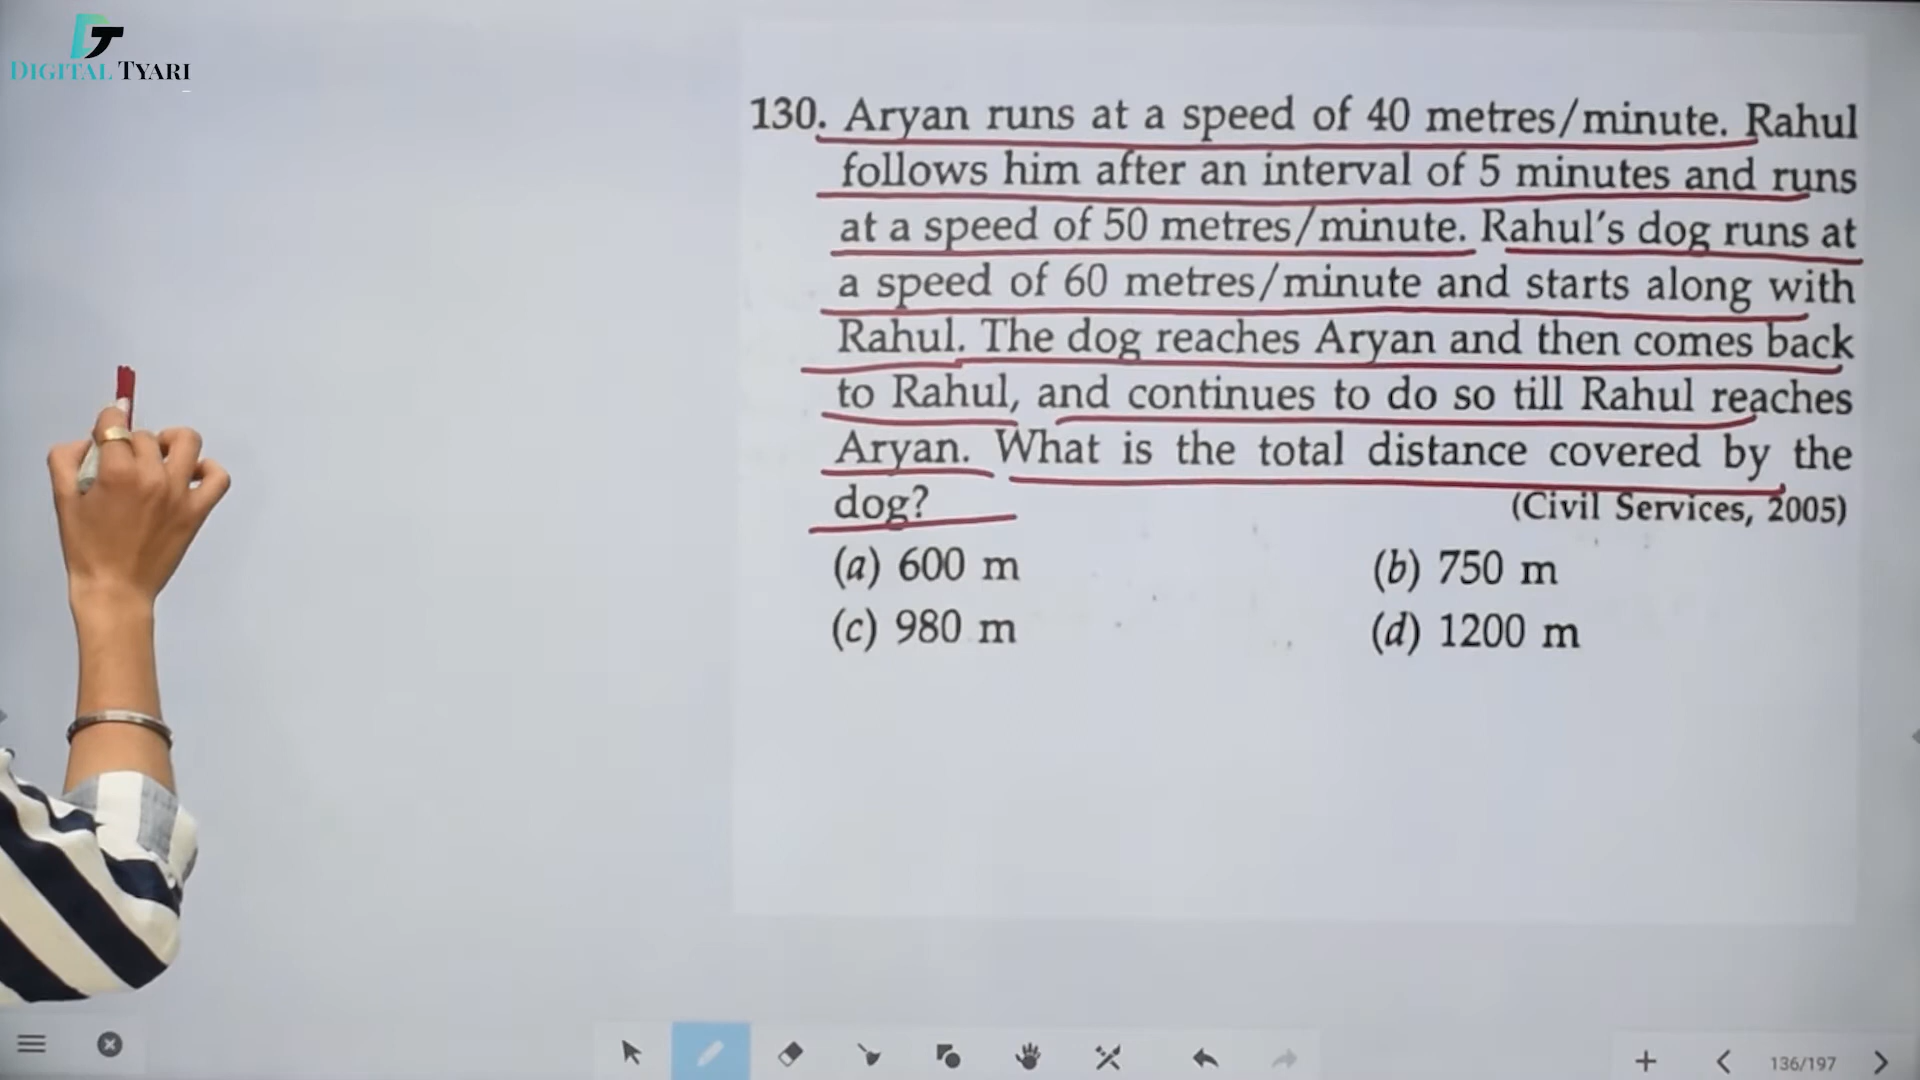 DT
DIGITAL TYARI
130. Aryan runs at a speed of 40 metres/minute. Rahul
follows him after an interval of 5 minutes and runs
at a speed of 50 metres/minute. Rahul's dog runs at
a speed of 60 metres/minute and starts along with
Rahul. The dog reaches Aryan and then comes back
to Rahul, and continues to do so till Rahul reaches
Aryan. What is the total distance covered by the
dog?
(Civil Services, 2005)
(a) 600 m
(b) 750 m
(c) 980 m
(d) 1200 m
136/197